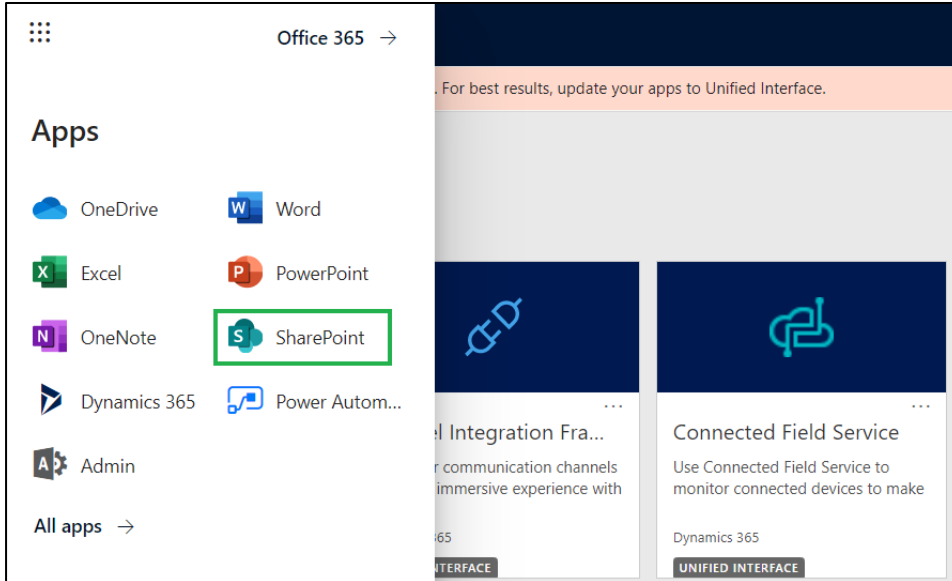 Office 365 →
. For best results, update your apps to Unified Interface.
Apps
OneDrive
Word
Excel
PowerPoint
OneNote
SharePoint
Dynamics 365
Power Autom...
Admin
All apps →
el Integration Fra...
r communication channels
immersive experience with
365
INTERFACE
Connected Field Service
Use Connected Field Service to
monitor connected devices to make
Dynamics 365
UNIFIED INTERFACE